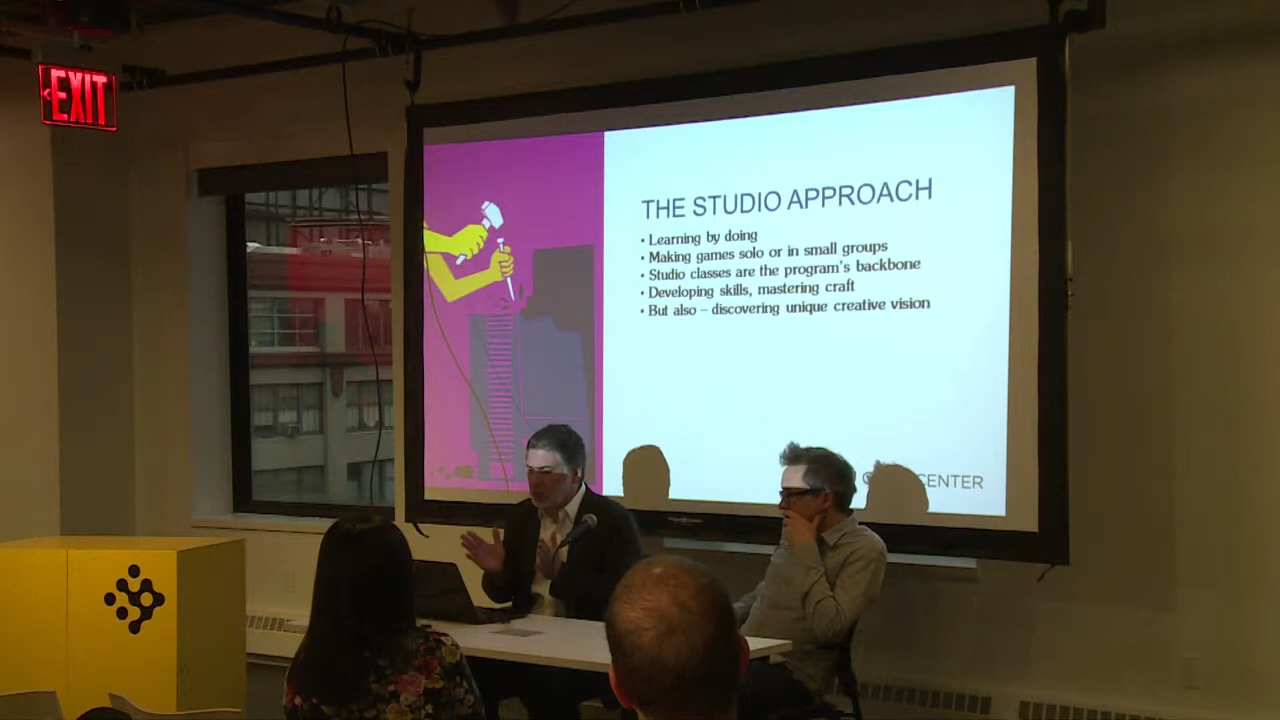 EXIT
THE STUDIO APPROACH
• Learning by doing
• Making games solo or in small groups
• Studio classes are the program's backbone
• Developing skills, mastering craft
• But also – discovering unique creative vision
CENTER